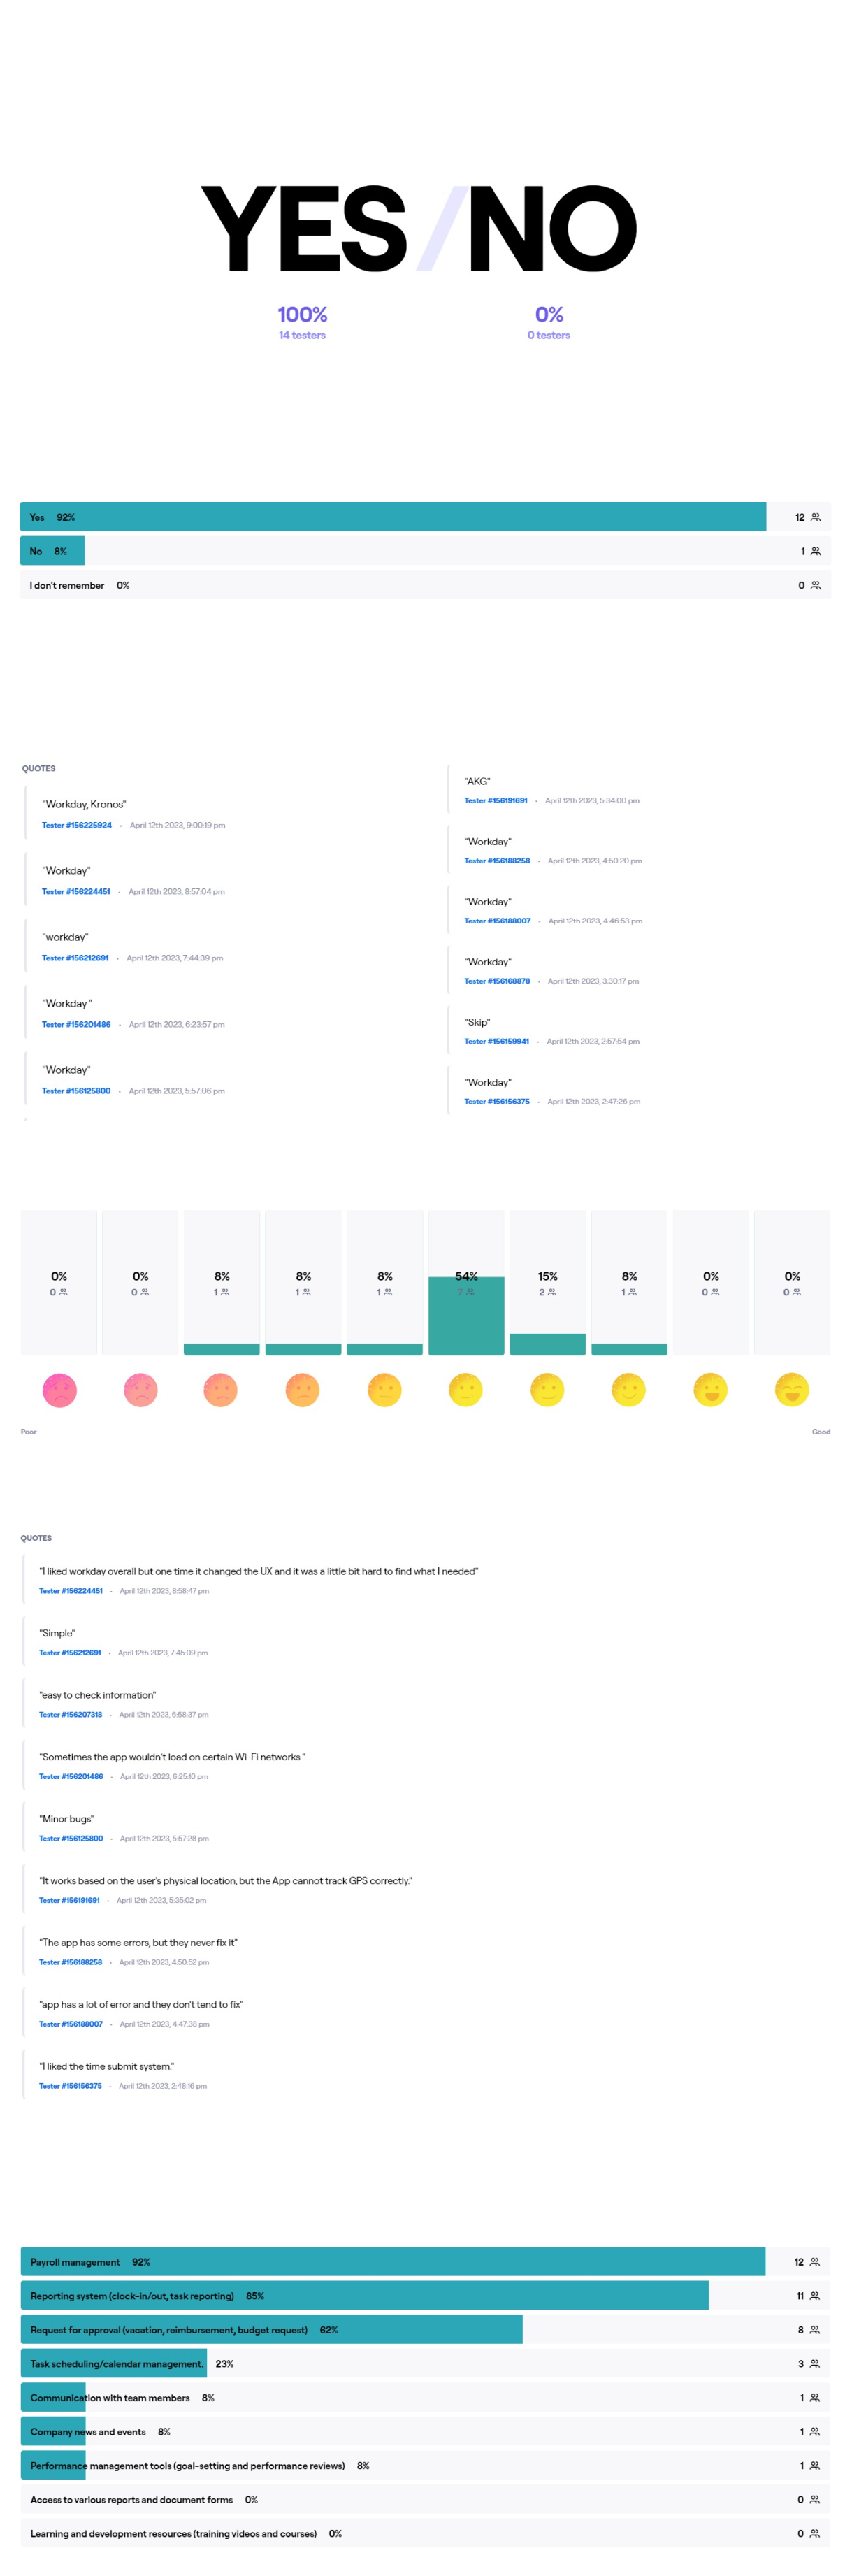 YES/NO
100% 0%
14 testers 0 testers
Yes 92% 12
No 8% 1
I don't remember 0% 0
QUOTES
"Workday, Kronos"
Tester #156225924 • April 12th 2023, 9:00:19 pm
"Workday"
Tester #156224451 • April 12th 2023, 8:57:04 pm
"workday"
Tester #156212691 • April 12th 2023, 7:44:39 pm
"Workday "
Tester #156201486 • April 12th 2023, 6:23:57 pm
"Workday"
Tester #156125800 • April 12th 2023, 5:57:06 pm
"AKG"
Tester #156191691 • April 12th 2023, 5:34:00 pm
"Workday"
Tester #156188258 • April 12th 2023, 4:50:20 pm
"Workday"
Tester #156188007 • April 12th 2023, 4:46:53 pm
"Workday"
Tester #156168878 • April 12th 2023, 3:30:17 pm
"Skip"
Tester #156159941 • April 12th 2023, 2:57:54 pm
"Workday"
Tester #156156375 • April 12th 2023, 2:47:26 pm
0% 0% 8% 8% 8% 54% 15% 8% 0% 0%
0 0 1 1 1 7 2 1 0 0
Poor Good
QUOTES
"I liked workday overall but one time it changed the UX and it was a little bit hard to find what I needed"
Tester #156224451 • April 12th 2023, 8:58:47 pm
"Simple"
Tester #156212691 • April 12th 2023, 7:45:09 pm
"easy to check information"
Tester #156207318 • April 12th 2023, 6:58:37 pm
"Sometimes the app wouldn't load on certain Wi-Fi networks "
Tester #156201486 • April 12th 2023, 6:25:10 pm
"Minor bugs"
Tester #156125800 • April 12th 2023, 5:57:28 pm
"It works based on the user's physical location, but the App cannot track GPS correctly."
Tester #156191691 • April 12th 2023, 5:35:02 pm
"The app has some errors, but they never fix it"
Tester #156188258 • April 12th 2023, 4:50:52 pm
"app has a lot of error and they don't tend to fix"
Tester #156188007 • April 12th 2023, 4:47:38 pm
"I liked the time submit system."
Tester #156156375 • April 12th 2023, 2:48:16 pm
Payroll management 92% 12
Reporting system (clock-in/out, task reporting) 85% 11
Request for approval (vacation, reimbursement, budget request) 62% 8
Task scheduling/calendar management. 23% 3
Communication with team members 8% 1
Company news and events 8% 1
Performance management tools (goal-setting and performance reviews) 8% 1
Access to various reports and document forms 0% 0
Learning and development resources (training videos and courses) 0% 0